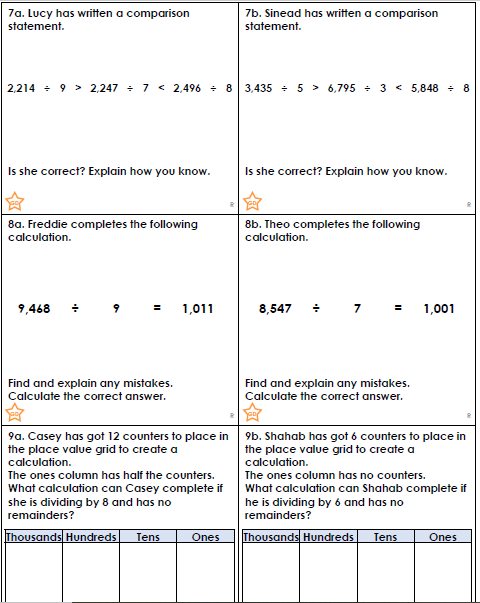 7a. Lucy has written a comparison
statement.
2,214 ÷ 9 > 2,247 ÷ 7 < 2,496 ÷ 8
Is she correct? Explain how you know.
GD
R
7b. Sinead has written a comparison
statement.
3,435 ÷ 5 > 6,795 ÷ 3 < 5,848 ÷ 8
Is she correct? Explain how you know.
GD
R
8a. Freddie completes the following
calculation.
9,468 ÷ 9 = 1,011
Find and explain any mistakes.
Calculate the correct answer.
GD
R
8b. Theo completes the following
calculation.
8,547 ÷ 7 = 1,001
Find and explain any mistakes.
Calculate the correct answer.
GD
R
9a. Casey has got 12 counters to place in
the place value grid to create a
calculation.
The ones column has half the counters.
What calculation can Casey complete if
she is dividing by 8 and has no
remainders?
Thousands Hundreds Tens Ones
9b. Shahab has got 6 counters to place in
the place value grid to create a
calculation.
The ones column has no counters.
What calculation can Shahab complete if
he is dividing by 6 and has no
remainders?
Thousands Hundreds Tens Ones